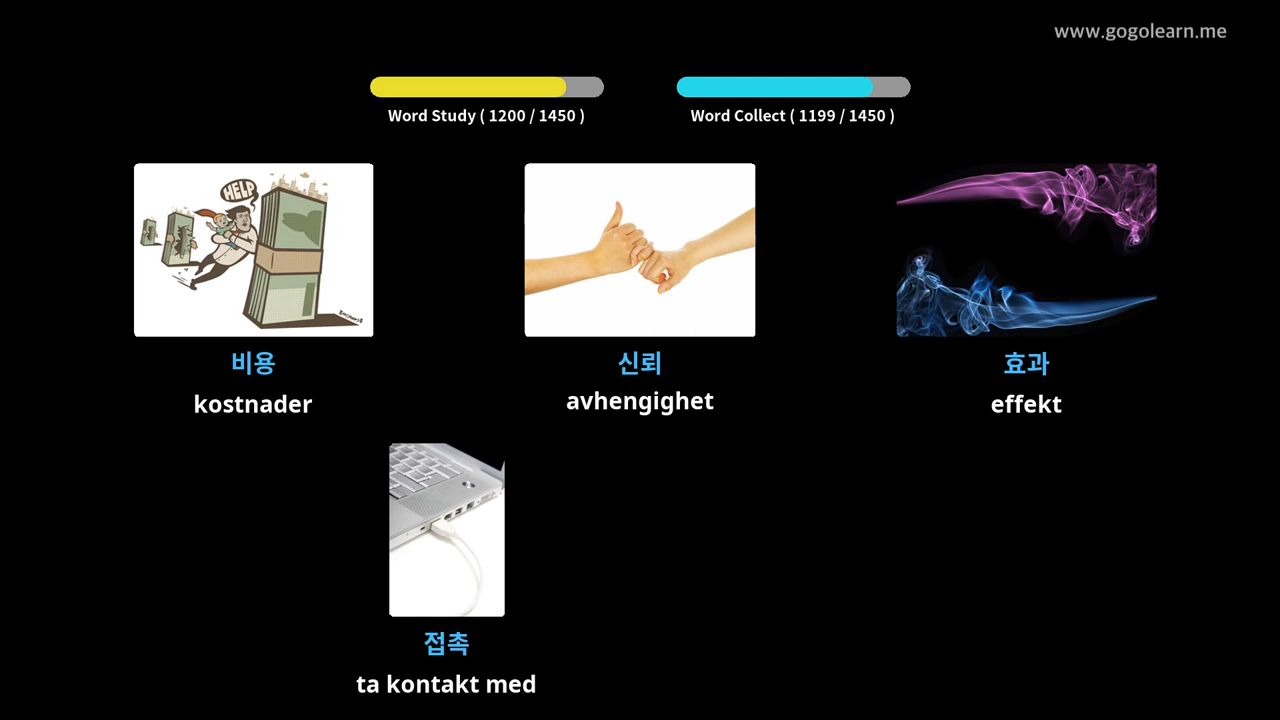 www.gogolearn.me
Word Study ( 1200 / 1450 )
Word Collect ( 1199 / 1450 )
HELP
비용
신뢰
효과
kostnader
avhengighet
effekt
접촉
ta kontakt med